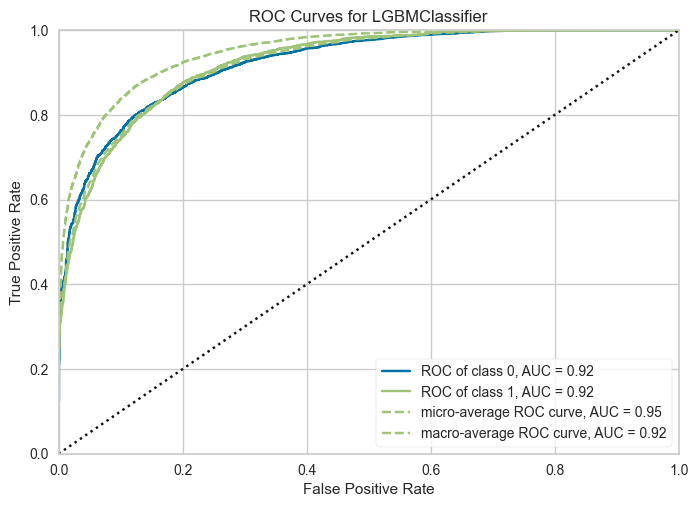 ROC Curves for LGBMClassifier
True Positive Rate
1.0
0.8
0.6
0.4
0.2
0.0
ROC of class 0, AUC = 0.92
ROC of class 1, AUC = 0.92
micro-average ROC curve, AUC = 0.95
macro-average ROC curve, AUC = 0.92
0.0 0.2 0.4 0.6 0.8 1.0
False Positive Rate